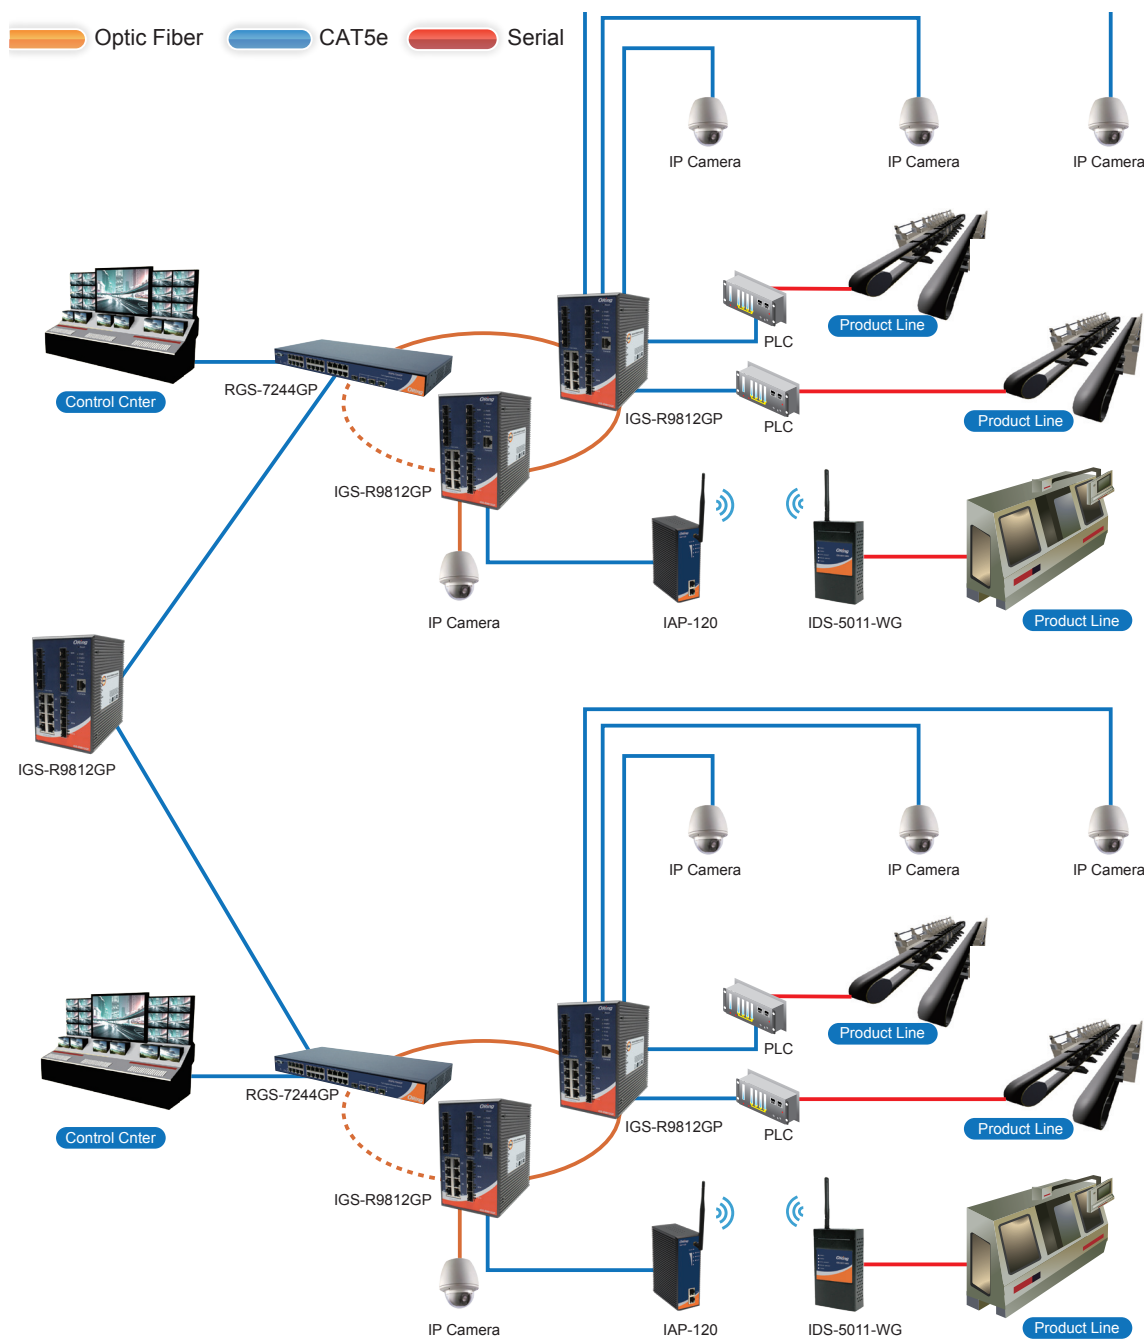 Optic Fiber
CAT5e
Serial
IP Camera
IP Camera
IP Camera
Product Line
PLC
Control Cnter
RGS-7244GP
IGS-R9812GP
PLC
Product Line
IGS-R9812GP
IP Camera
IAP-120
IDS-5011-WG
Product Line
IGS-R9812GP
IP Camera
IP Camera
IP Camera
Product Line
PLC
RGS-7244GP
Control Cnter
IGS-R9812GP
PLC
Product Line
IGS-R9812GP
IP Camera
IAP-120
IDS-5011-WG
Product Line